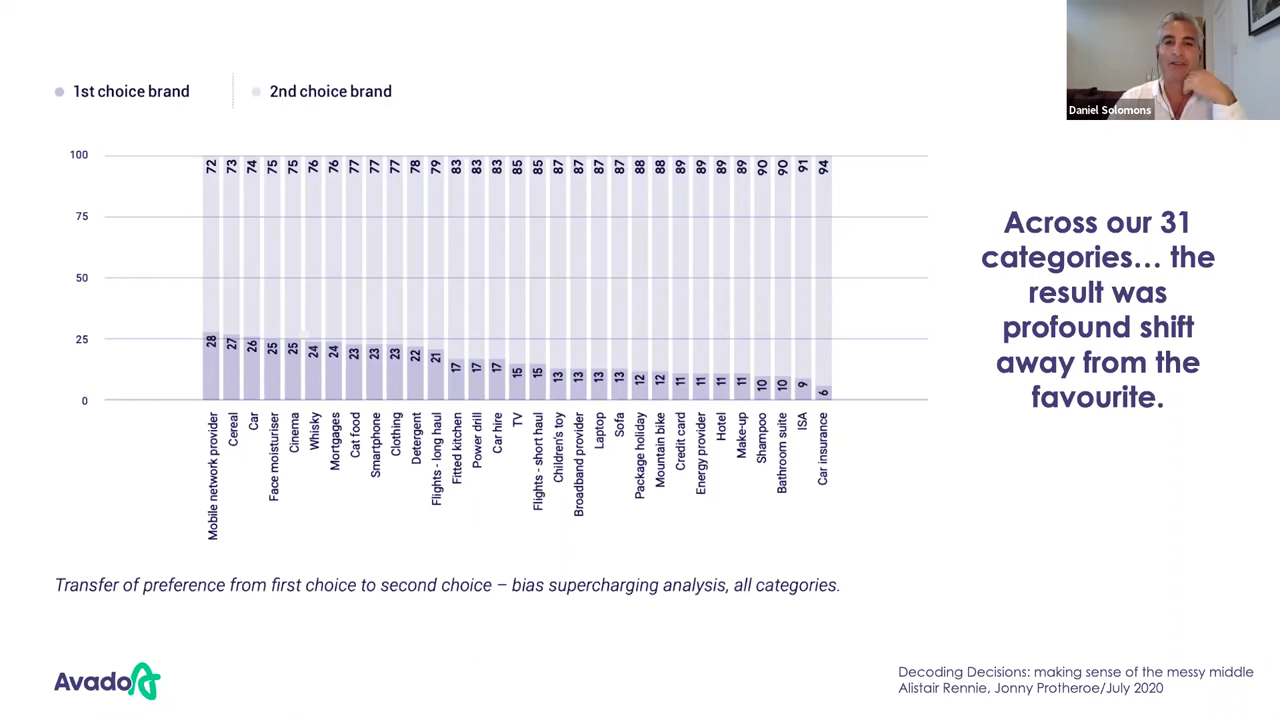 Daniel Solomons
1st choice brand
2nd choice brand
100
75
50
25
0
72
73
74
75
75
76
76
77
77
77
78
79
83
83
83
85
85
87
87
87
87
88
88
89
89
89
89
90
90
91
94
28
27
26
25
25
24
24
23
23
23
22
21
17
17
17
15
15
13
13
13
13
12
12
11
11
11
11
10
10
9
6
Mobile network provider
Cereal
Car
Face moisturiser
Cinema
Whisky
Mortgages
Cat food
Smartphone
Clothing
Detergent
Flights - long haul
Fitted kitchen
Power drill
Car hire
TV
Flights - short haul
Children's toy
Broadband provider
Laptop
Sofa
Package holiday
Mountain bike
Credit card
Energy provider
Hotel
Make-up
Shampoo
Bathroom suite
ISA
Car insurance
Across our 31
categories... the
result was
profound shift
away from the
favourite.
Transfer of preference from first choice to second choice – bias supercharging analysis, all categories.
Avado
Decoding Decisions: making sense of the messy middle
Alistair Rennie, Jonny Protheroe/July 2020